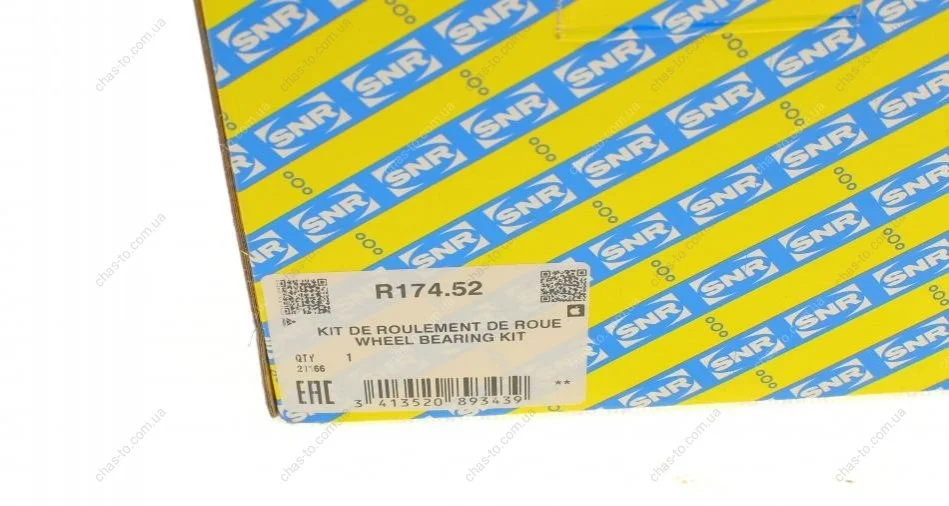 SNR
R174.52
KIT DE ROULEMENT DE ROUE
WHEEL BEARING KIT
QTY 1
EAC
3 413520 893439
**
chas-to.com.ua